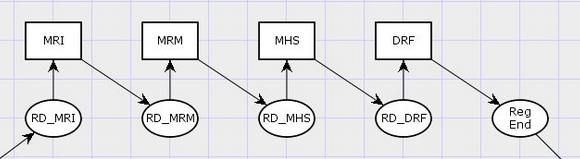 MRI
MRM
MHS
DRF
RD_MRI
RD_MRM
RD_MHS
RD_DRF
Reg
End